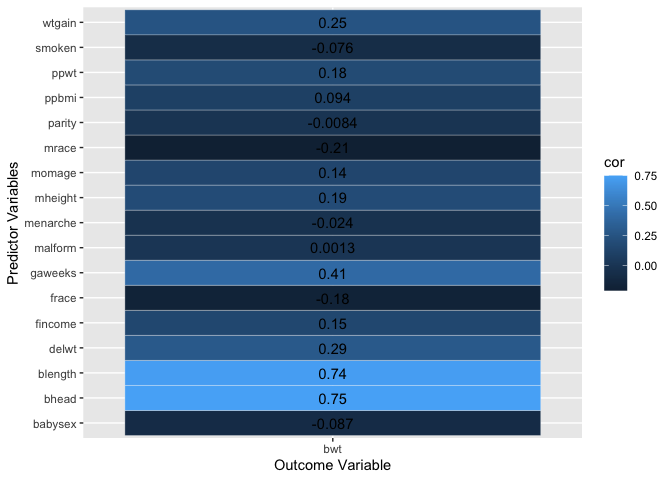 wtgain 0.25
smoken -0.076
ppwt 0.18
ppbmi 0.094
parity -0.0084
mrace -0.21
momage 0.14
mheight 0.19
menarche -0.024
malform 0.0013
gaweeks 0.41
frace -0.18
fincome 0.15
delwt 0.29
blength 0.74
bhead 0.75
babysex -0.087
bwt
Outcome Variable
Predictor Variables
cor
0.75
0.50
0.25
0.00